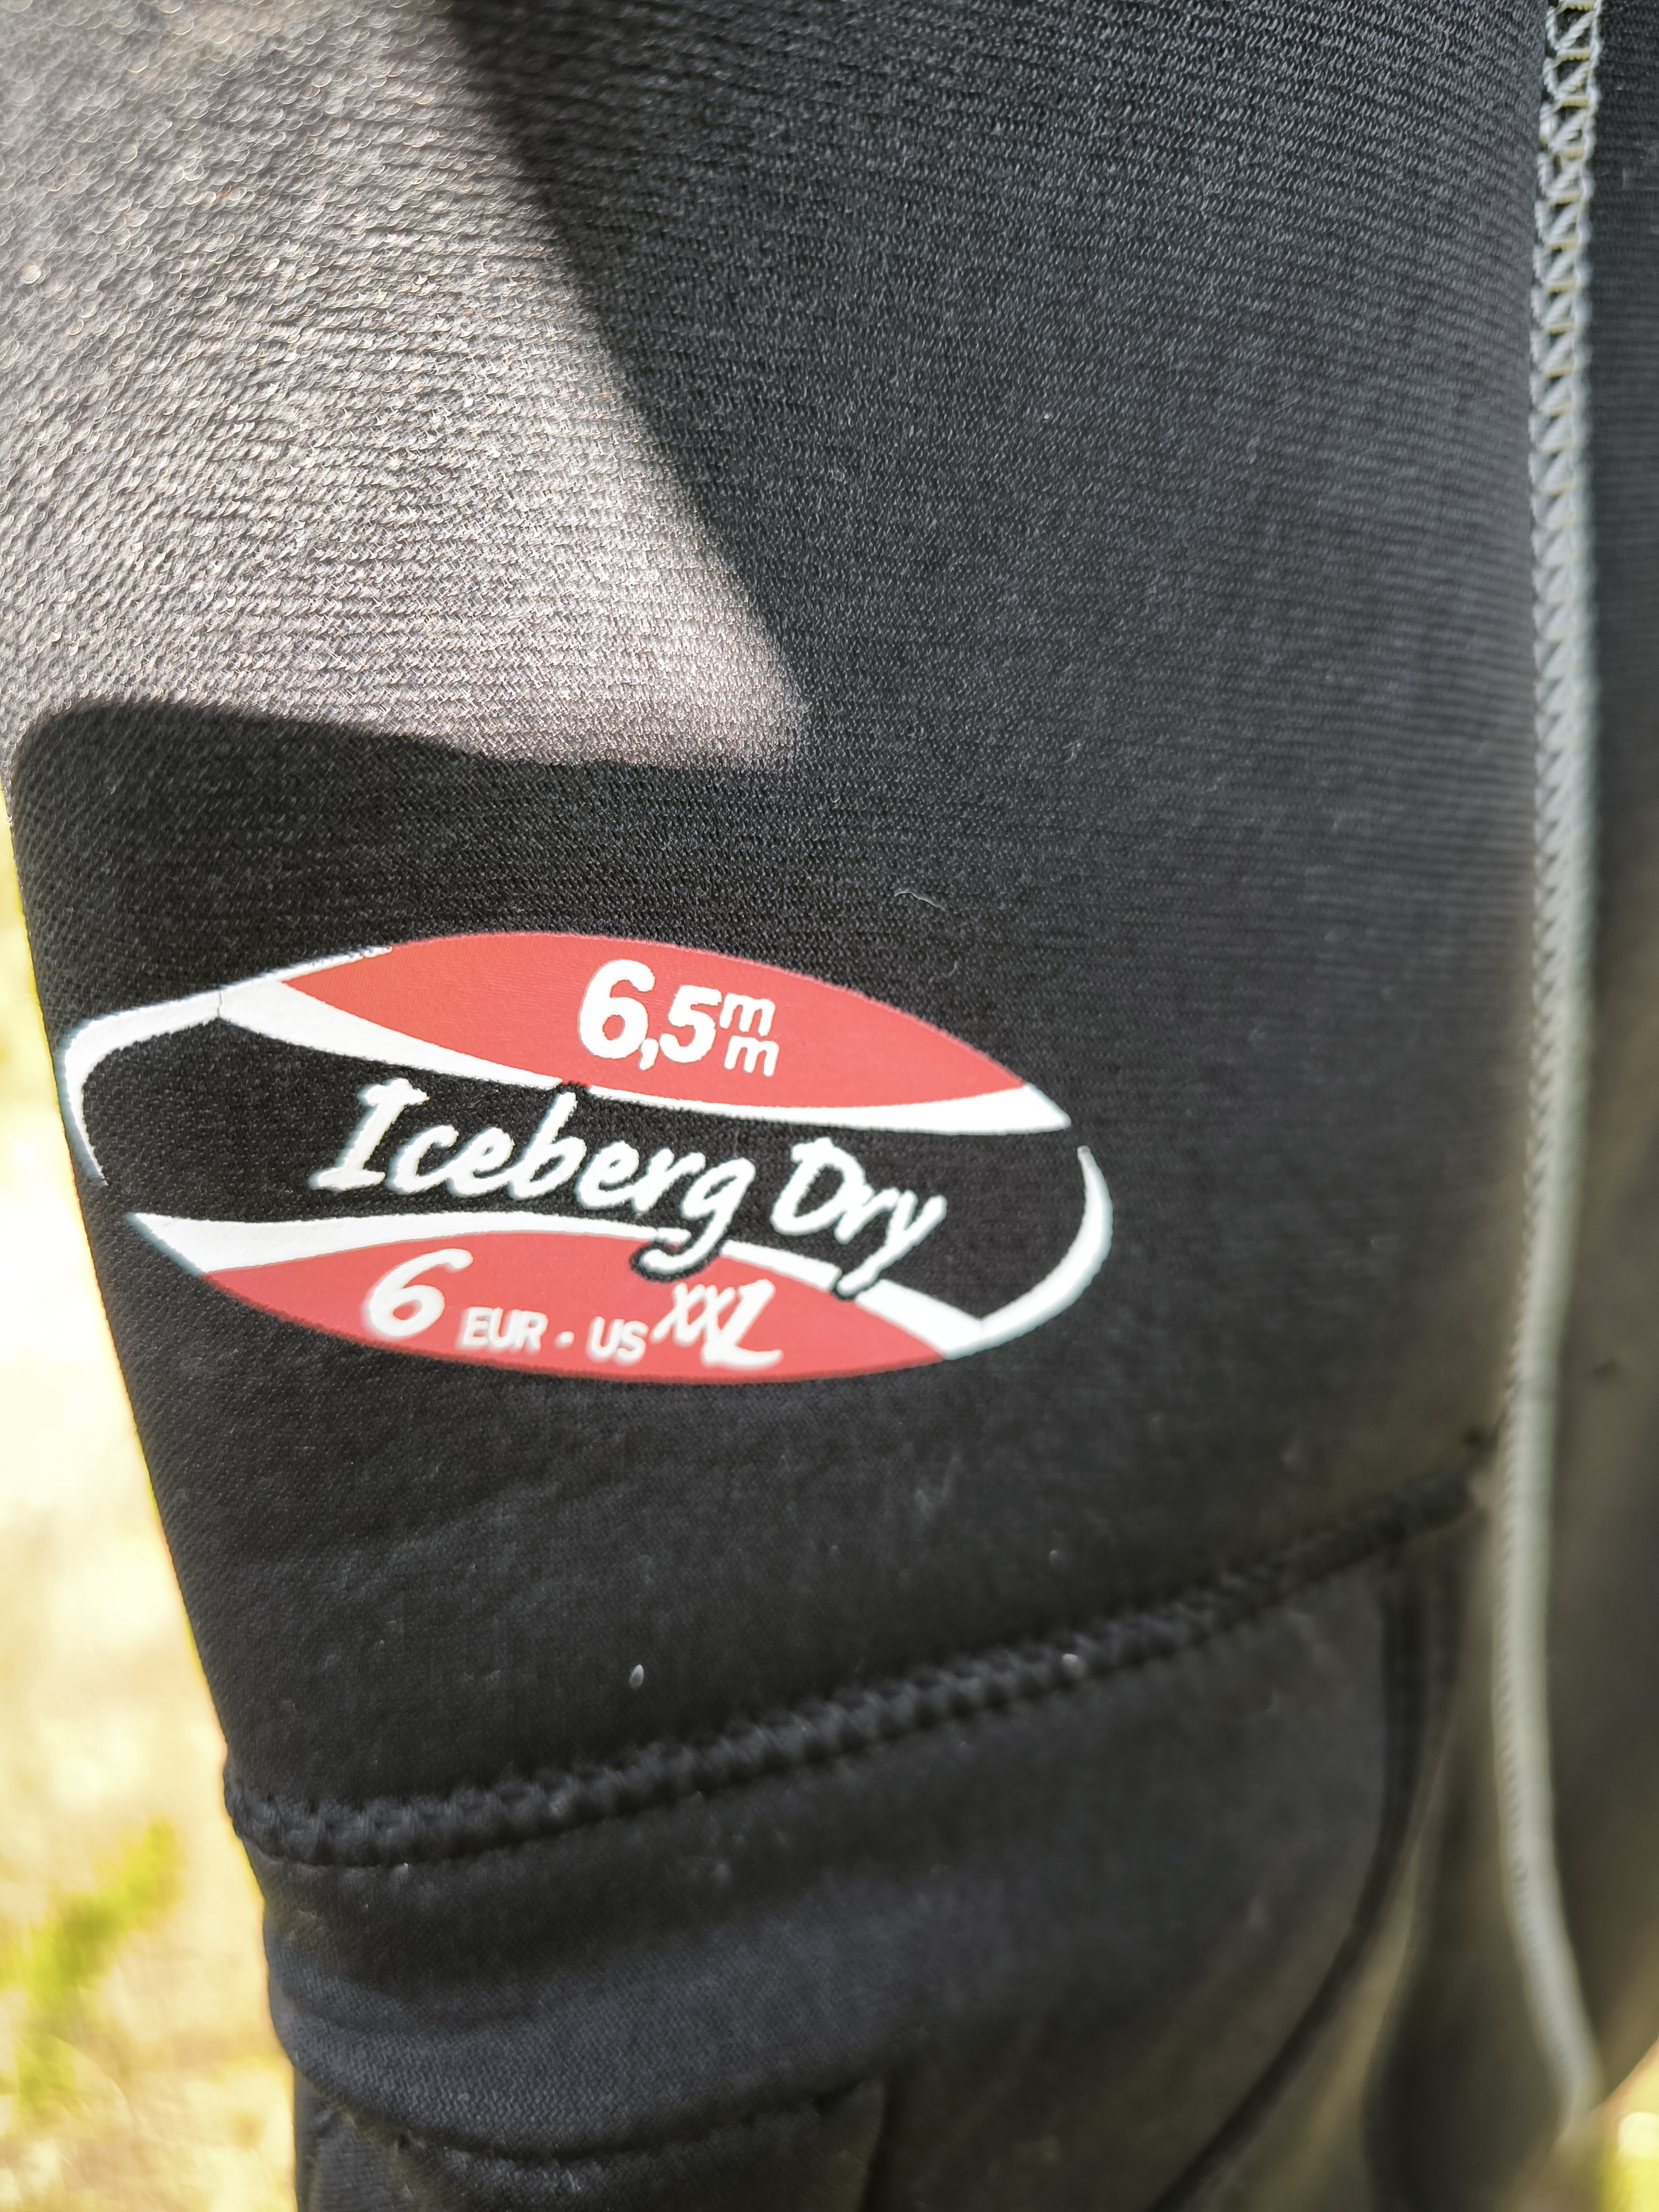 6,5mm
Iceberg Dry
6 EUR · US XXL